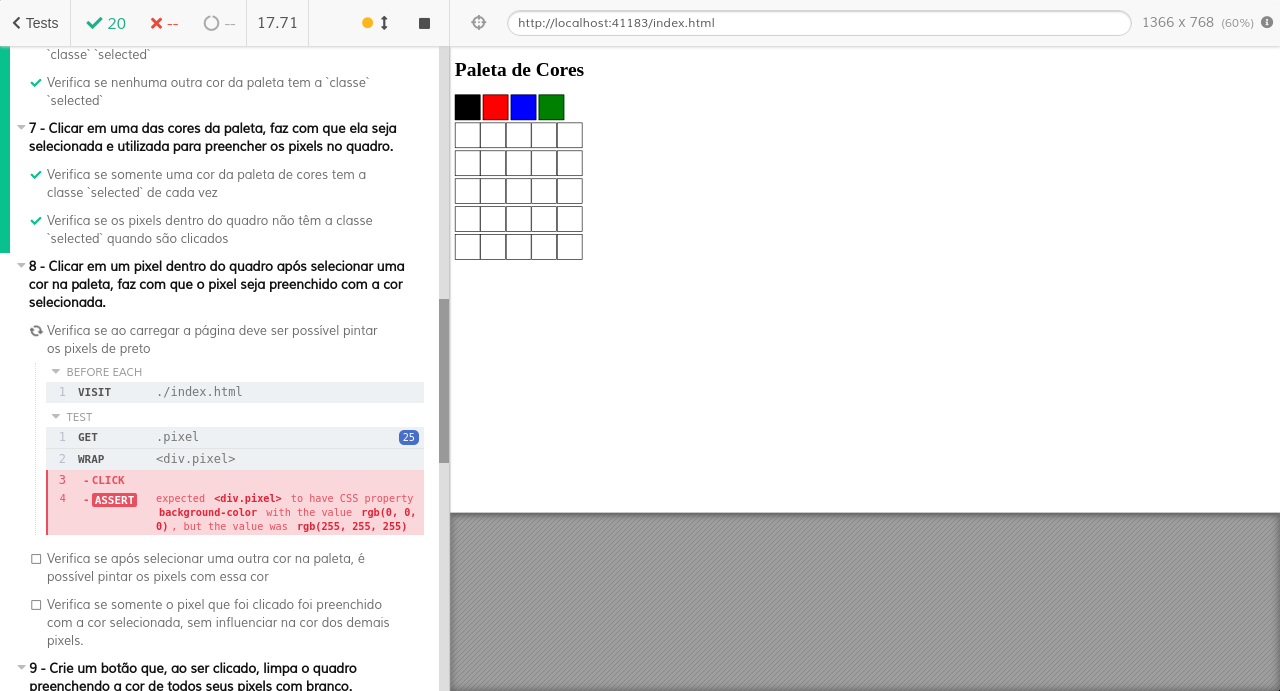 Tests 20 -- -- 17.71
http://localhost:41183/index.html 1366 x 768 (60%)
`classe` `selected`
Verifica se nenhuma outra cor da paleta tem a `classe`
`selected`
7 - Clicar em uma das cores da paleta, faz com que ela seja
selecionada e utilizada para preencher os pixels no quadro.
Verifica se somente uma cor da paleta de cores tem a
classe `selected` de cada vez
Verifica se os pixels dentro do quadro não têm a classe
`selected` quando são clicados
8 - Clicar em um pixel dentro do quadro após selecionar uma
cor na paleta, faz com que o pixel seja preenchido com a cor
selecionada.
Verifica se ao carregar a página deve ser possível pintar
os pixels de preto
BEFORE EACH
1 VISIT ./index.html
TEST
1 GET .pixel 25
2 WRAP <div.pixel>
3 -CLICK
4 -ASSERT expected <div.pixel> to have CSS property
background-color with the value rgb(0, 0,
0), but the value was rgb(255, 255, 255)
Verifica se após selecionar uma outra cor na paleta, é
possível pintar os pixels com essa cor
Verifica se somente o pixel que foi clicado foi preenchido
com a cor selecionada, sem influenciar na cor dos demais
pixels.
9 - Crie um botão que, ao ser clicado, limpa o quadro
preenchendo a cor de todos seus pixels com branco.
Paleta de Cores